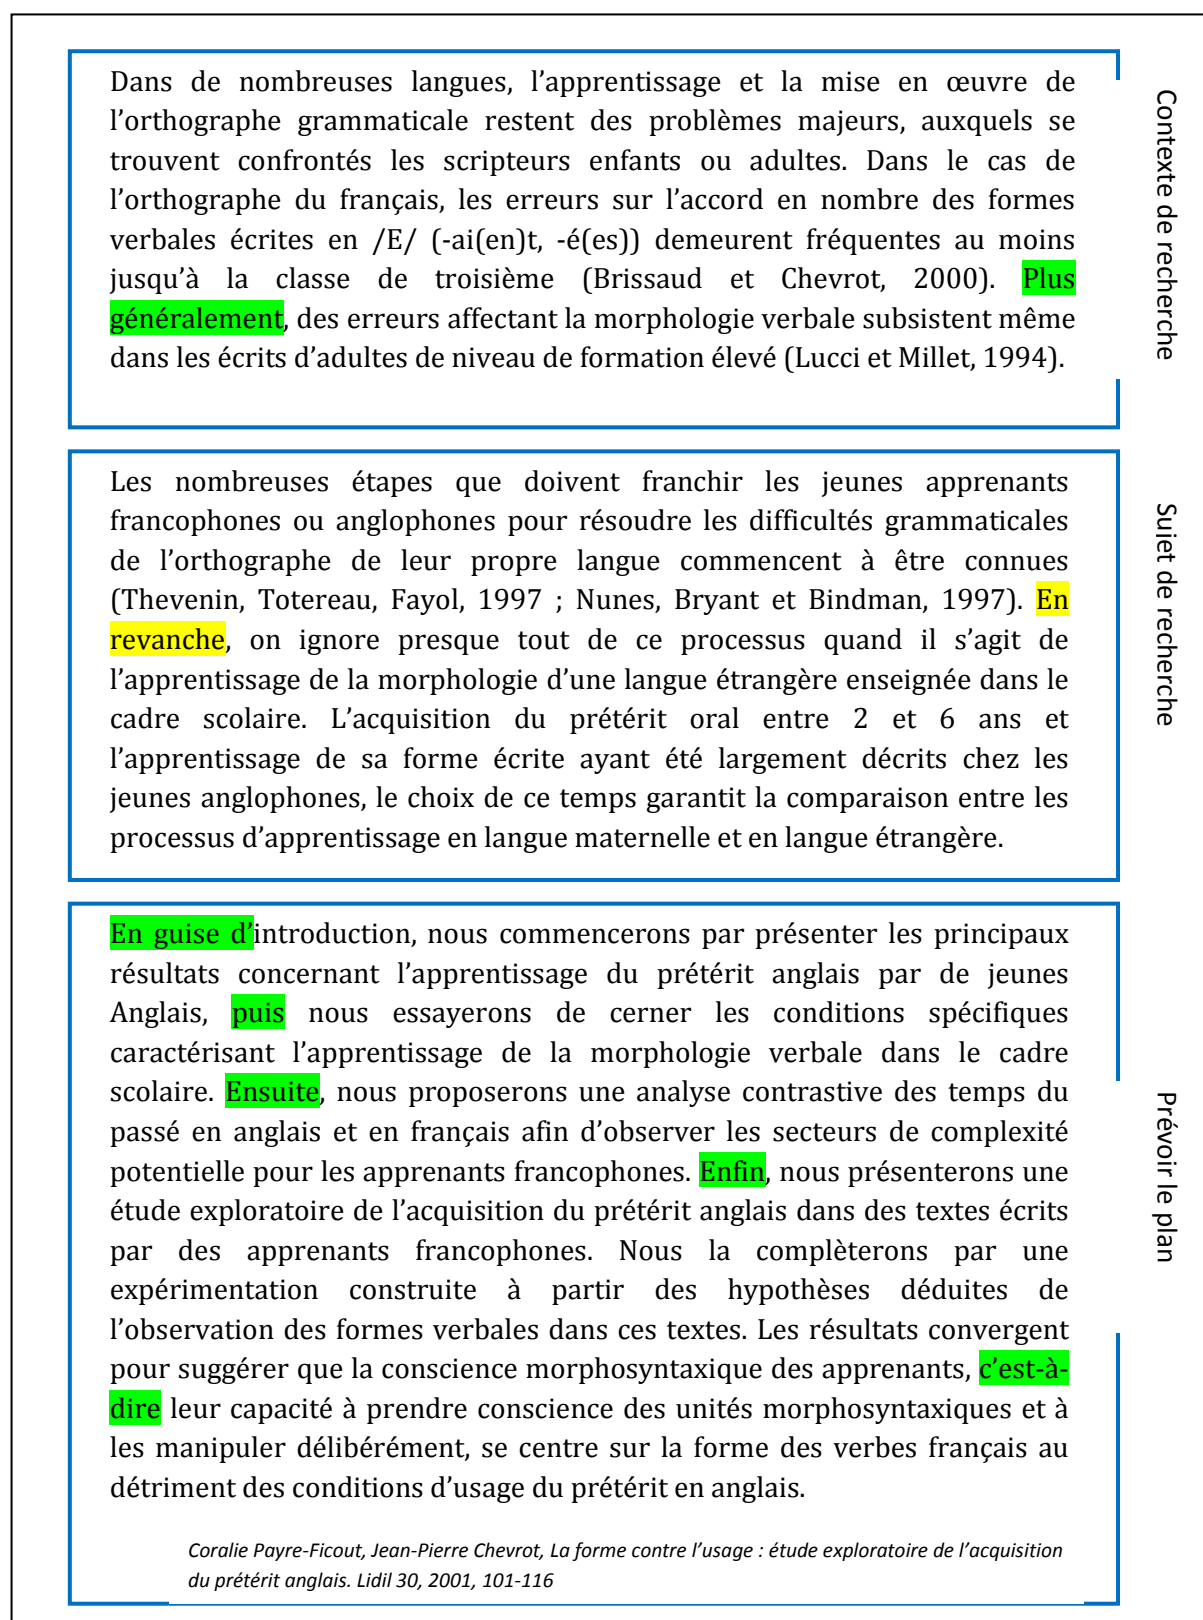 Dans de nombreuses langues, l’apprentissage et la mise en œuvre de
l’orthographe grammaticale restent des problèmes majeurs, auxquels se
trouvent confrontés les scripteurs enfants ou adultes. Dans le cas de
l’orthographe du français, les erreurs sur l’accord en nombre des formes
verbales écrites en /E/ (-ai(en)t, -é(es)) demeurent fréquentes au moins
jusqu’à la classe de troisième (Brissaud et Chevrot, 2000). Plus
généralement, des erreurs affectant la morphologie verbale subsistent même
dans les écrits d’adultes de niveau de formation élevé (Lucci et Millet, 1994).
Contexte de recherche
Les nombreuses étapes que doivent franchir les jeunes apprenants
francophones ou anglophones pour résoudre les difficultés grammaticales
de l’orthographe de leur propre langue commencent à être connues
(Thevenin, Totereau, Fayol, 1997 ; Nunes, Bryant et Bindman, 1997). En
revanche, on ignore presque tout de ce processus quand il s’agit de
l’apprentissage de la morphologie d’une langue étrangère enseignée dans le
cadre scolaire. L’acquisition du prétérit oral entre 2 et 6 ans et
l’apprentissage de sa forme écrite ayant été largement décrits chez les
jeunes anglophones, le choix de ce temps garantit la comparaison entre les
processus d’apprentissage en langue maternelle et en langue étrangère.
Sujet de recherche
En guise d’introduction, nous commencerons par présenter les principaux
résultats concernant l’apprentissage du prétérit anglais par de jeunes
Anglais, puis nous essayerons de cerner les conditions spécifiques
caractérisant l’apprentissage de la morphologie verbale dans le cadre
scolaire. Ensuite, nous proposerons une analyse contrastive des temps du
passé en anglais et en français afin d’observer les secteurs de complexité
potentielle pour les apprenants francophones. Enfin, nous présenterons une
étude exploratoire de l’acquisition du prétérit anglais dans des textes écrits
par des apprenants francophones. Nous la complèterons par une
expérimentation construite à partir des hypothèses déduites de
l’observation des formes verbales dans ces textes. Les résultats convergent
pour suggérer que la conscience morphosyntaxique des apprenants, c’est-à-
dire leur capacité à prendre conscience des unités morphosyntaxiques et à
les manipuler délibérément, se centre sur la forme des verbes français au
détriment des conditions d’usage du prétérit en anglais.
Prévoir le plan
Coralie Payre-Ficout, Jean-Pierre Chevrot, La forme contre l’usage : étude exploratoire de l’acquisition
du prétérit anglais. Lidil 30, 2001, 101-116